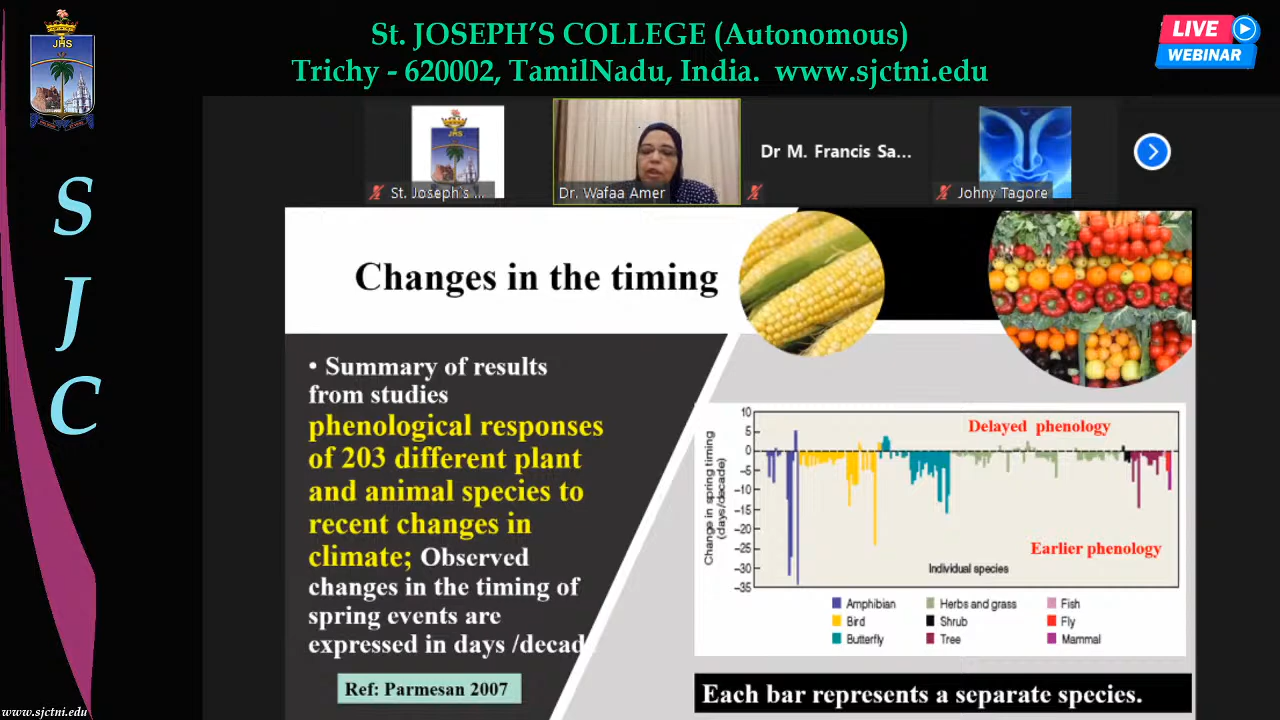 St. JOSEPH'S COLLEGE (Autonomous)
Trichy - 620002, TamilNadu, India. www.sjctni.edu
LIVE
WEBINAR
JHS
S
J
C
JHS
St. Joseph's ...
Dr. Wafaa Amer
Dr M. Francis Sa...
Johny Tagore
Changes in the timing
• Summary of results
from studies
phenological responses
of 203 different plant
and animal species to
recent changes in
climate; Observed
changes in the timing of
spring events are
expressed in days /decad
Ref: Parmesan 2007
Change in spring timing
(days/decade)
10
5
0
−5
−10
−15
−20
−25
−30
−35
Delayed phenology
Earlier phenology
Individual species
Amphibian
Herbs and grass
Fish
Bird
Shrub
Fly
Butterfly
Tree
Mammal
Each bar represents a separate species.
www.sjctni.edu